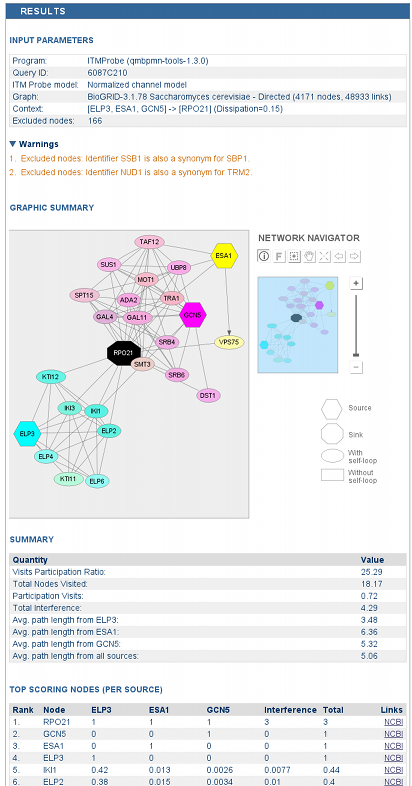 RESULTS
INPUT PARAMETERS
Program: ITMProbe (qmbpmn-tools-1.3.0)
Query ID: 6087C210
ITM Probe model: Normalized channel model
Graph: BioGRID-3.1.78 Saccharomyces cerevisiae - Directed (4171 nodes, 48933 links)
Context: [ELP3, ESA1, GCN5] -> [RPO21] (Dissipation=0.15)
Excluded nodes: 166
▼ Warnings
1. Excluded nodes: Identifier SSB1 is also a synonym for SBP1.
2. Excluded nodes: Identifier NUD1 is also a synonym for TRM2.
GRAPHIC SUMMARY
TAF12
ESA1
SUS1
UBP8
MOT1
SPT15
ADA2
TRA1
GAL4
GAL11
GCN5
SRB4
VPS75
RPO21
SMT3
SRB6
KTI12
DST1
IKI3
IKI1
ELP3
ELP2
ELP4
KTI11
ELP6
NETWORK NAVIGATOR
F
+
−
Source
Sink
With
self-loop
Without
self-loop
SUMMARY
Quantity Value
Visits Participation Ratio: 25.29
Total Nodes Visited: 18.17
Participation Visits: 0.72
Total Interference: 4.29
Avg. path length from ELP3: 3.48
Avg. path length from ESA1: 6.36
Avg. path length from GCN5: 5.32
Avg. path length from all sources: 5.06
TOP SCORING NODES (PER SOURCE)
Rank Node ELP3 ESA1 GCN5 Interference Total Links
1. RPO21 1 1 1 3 3 NCBI
2. GCN5 0 0 1 0 1 NCBI
3. ESA1 0 1 0 0 1 NCBI
4. ELP3 1 0 0 0 1 NCBI
5. IKI1 0.42 0.013 0.0026 0.0077 0.44 NCBI
6. ELP2 0.38 0.015 0.0034 0.01 0.4 NCBI